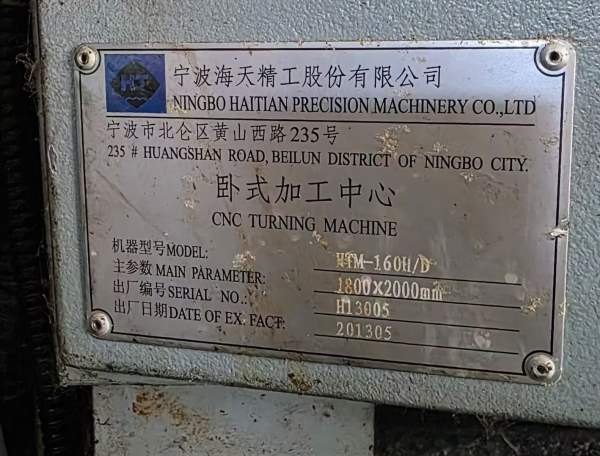 HT
宁波海天精工股份有限公司
NINGBO HAITIAN PRECISION MACHINERY CO.,LTD
宁波市北仑区黄山西路235号
235 # HUANGSHAN ROAD, BEILUN DISTRICT OF NINGBO CITY.
卧式加工中心
CNC TURNING MACHINE
机器型号MODEL: HTM-160H/D
主参数 MAIN PARAMETER: 1800X2000mm
出厂编号SERIAL NO.: H13005
出厂日期DATE OF EX. FACT: 201305